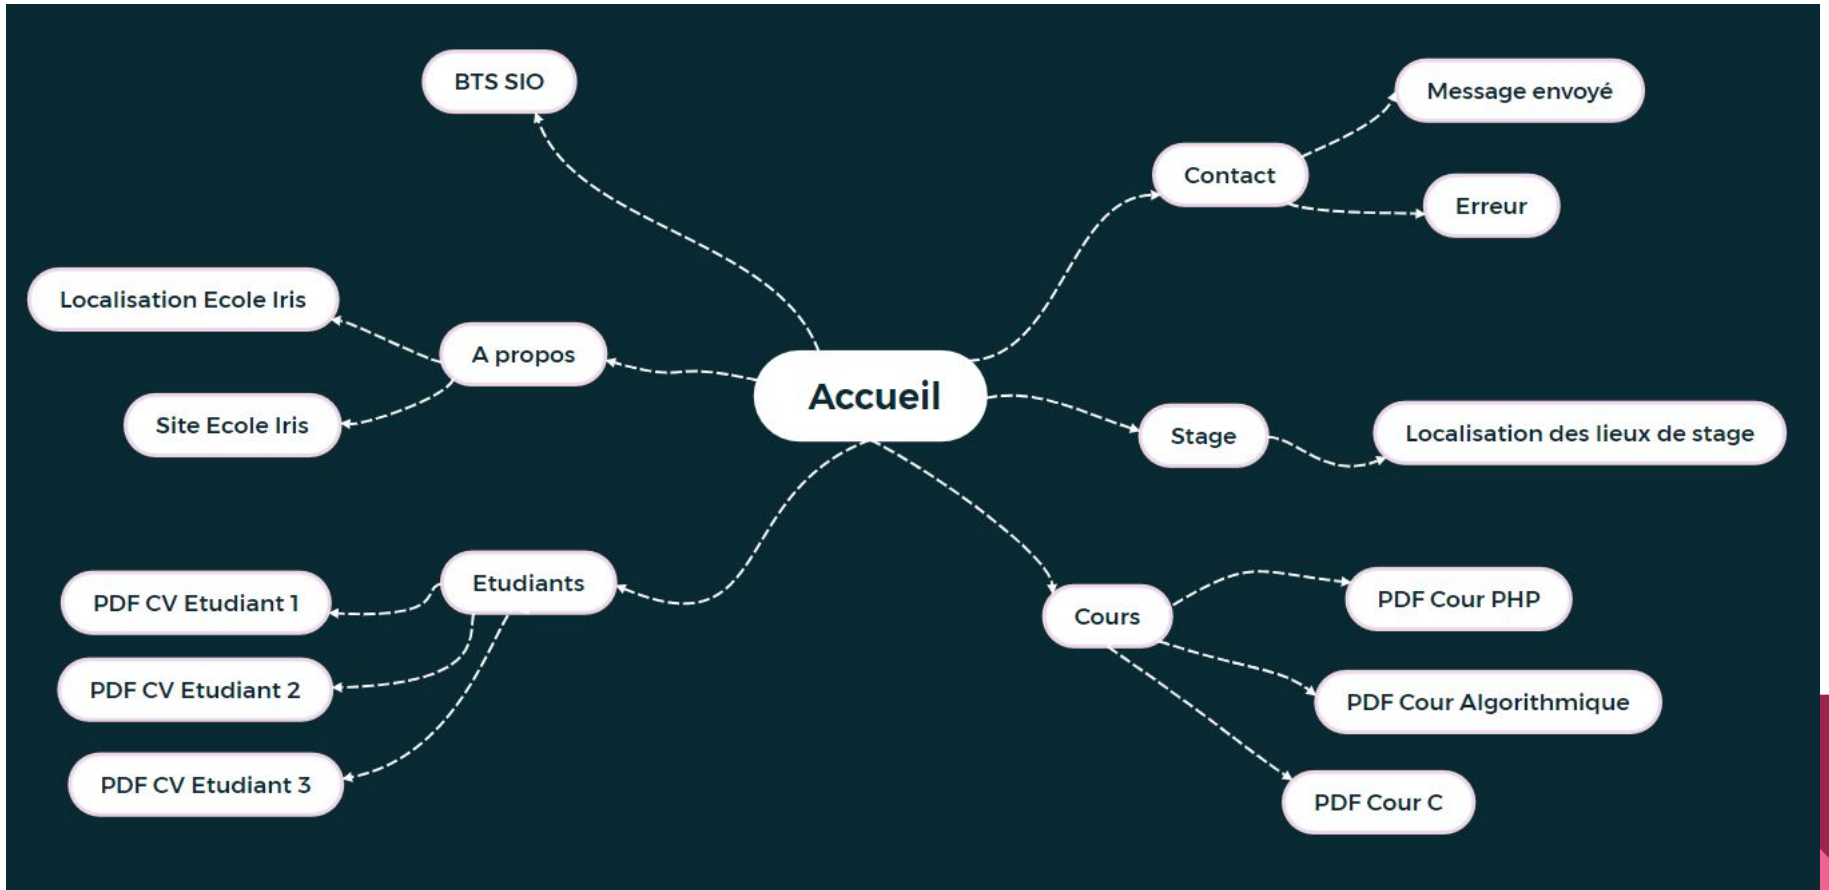 BTS SIO
Message envoyé
Contact
Erreur
Localisation Ecole Iris
A propos
Site Ecole Iris
Accueil
Stage
Localisation des lieux de stage
Etudiants
PDF CV Etudiant 1
PDF CV Etudiant 2
PDF CV Etudiant 3
Cours
PDF Cour PHP
PDF Cour Algorithmique
PDF Cour C